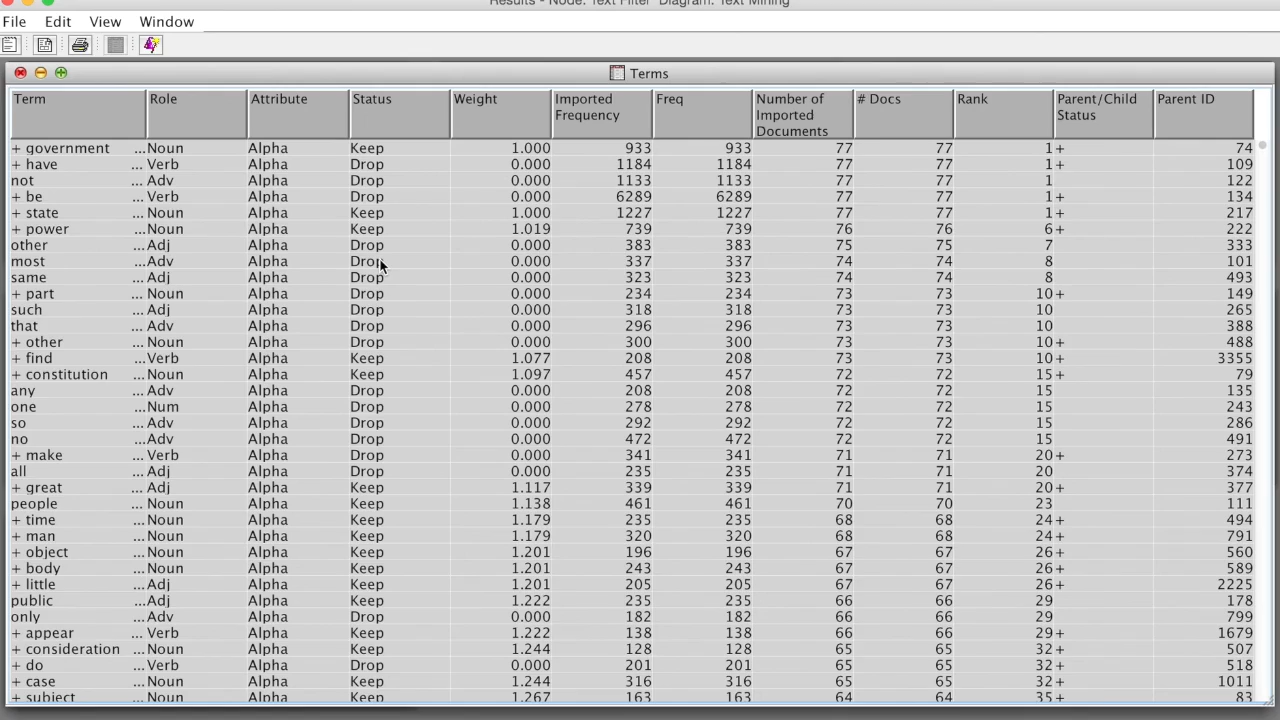 Results - Node: Text Filter Diagram: Text Mining
File Edit View Window
Terms
Term Role Attribute Status Weight Imported Frequency Freq Number of Imported Documents # Docs Rank Parent/Child Status Parent ID
+ government ...Noun Alpha Keep 1.000 933 933 77 77 1+ 74
+ have ...Verb Alpha Drop 0.000 1184 1184 77 77 1+ 109
not ...Adv Alpha Drop 0.000 1133 1133 77 77 1 122
+ be ...Verb Alpha Drop 0.000 6289 6289 77 77 1+ 134
+ state ...Noun Alpha Keep 1.000 1227 1227 77 77 1+ 217
+ power ...Noun Alpha Keep 1.019 739 739 76 76 6+ 222
other ...Adj Alpha Drop 0.000 383 383 75 75 7 333
most ...Adv Alpha Drop 0.000 337 337 74 74 8 101
same ...Adj Alpha Drop 0.000 323 323 74 74 8 493
+ part ...Noun Alpha Drop 0.000 234 234 73 73 10+ 149
such ...Adj Alpha Drop 0.000 318 318 73 73 10 265
that ...Adv Alpha Drop 0.000 296 296 73 73 10 388
+ other ...Noun Alpha Drop 0.000 300 300 73 73 10+ 488
+ find ...Verb Alpha Keep 1.077 208 208 73 73 10+ 3355
+ constitution ...Noun Alpha Keep 1.097 457 457 72 72 15+ 79
any ...Adv Alpha Drop 0.000 208 208 72 72 15 135
one ...Num Alpha Drop 0.000 278 278 72 72 15 243
so ...Adv Alpha Drop 0.000 292 292 72 72 15 286
no ...Adv Alpha Drop 0.000 472 472 72 72 15 491
+ make ...Verb Alpha Drop 0.000 341 341 71 71 20+ 273
all ...Adj Alpha Drop 0.000 235 235 71 71 20 374
+ great ...Adj Alpha Keep 1.117 339 339 71 71 20+ 377
people ...Noun Alpha Keep 1.138 461 461 70 70 23 111
+ time ...Noun Alpha Keep 1.179 235 235 68 68 24+ 494
+ man ...Noun Alpha Keep 1.179 320 320 68 68 24+ 791
+ object ...Noun Alpha Keep 1.201 196 196 67 67 26+ 560
+ body ...Noun Alpha Keep 1.201 243 243 67 67 26+ 589
+ little ...Adj Alpha Keep 1.201 205 205 67 67 26+ 2225
public ...Adj Alpha Keep 1.222 235 235 66 66 29 178
only ...Adv Alpha Drop 0.000 182 182 66 66 29 799
+ appear ...Verb Alpha Keep 1.222 138 138 66 66 29+ 1679
+ consideration ...Noun Alpha Keep 1.244 128 128 65 65 32+ 507
+ do ...Verb Alpha Drop 0.000 201 201 65 65 32+ 518
+ case ...Noun Alpha Keep 1.244 316 316 65 65 32+ 1011
+ subject ...Noun Alpha Keep 1.267 163 163 64 64 35+ 83